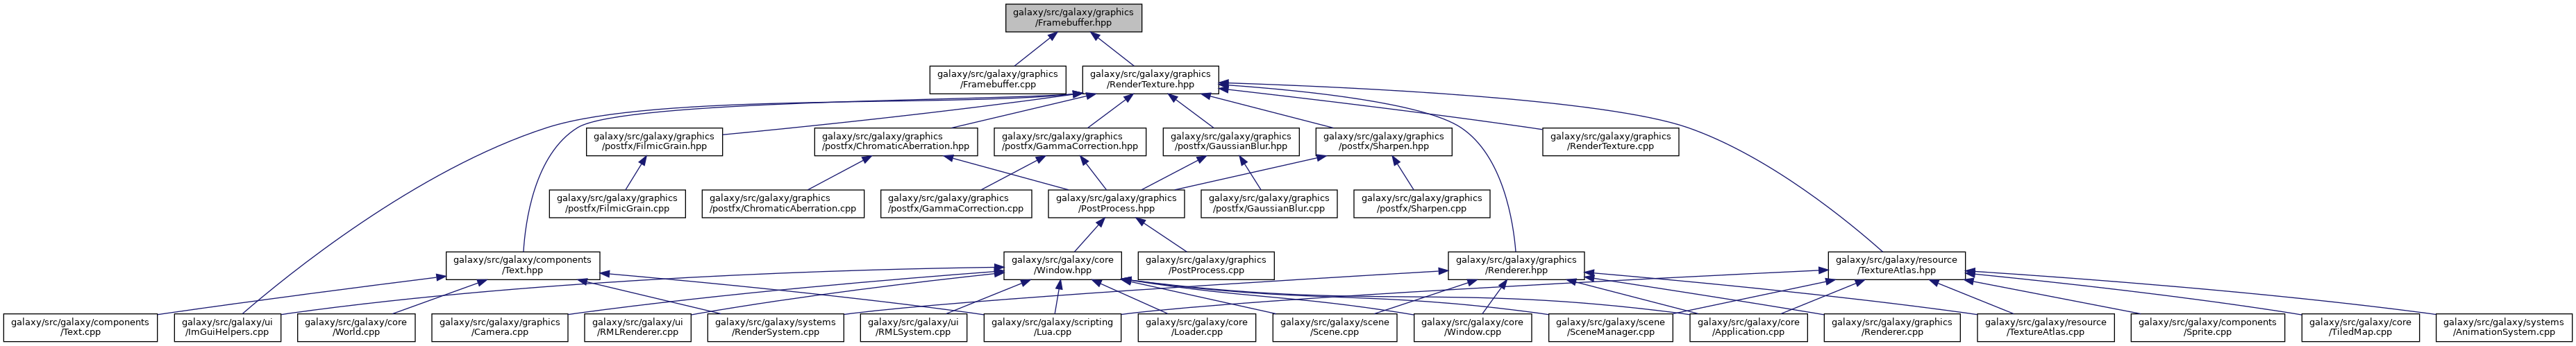 galaxy/src/galaxy/graphics
/Framebuffer.hpp
galaxy/src/galaxy/graphics
/Framebuffer.cpp
galaxy/src/galaxy/graphics
/RenderTexture.hpp
galaxy/src/galaxy/graphics
/postfx/FilmicGrain.hpp
galaxy/src/galaxy/graphics
/postfx/ChromaticAberration.hpp
galaxy/src/galaxy/graphics
/postfx/GammaCorrection.hpp
galaxy/src/galaxy/graphics
/postfx/GaussianBlur.hpp
galaxy/src/galaxy/graphics
/postfx/Sharpen.hpp
galaxy/src/galaxy/graphics
/RenderTexture.cpp
galaxy/src/galaxy/graphics
/postfx/FilmicGrain.cpp
galaxy/src/galaxy/graphics
/postfx/ChromaticAberration.cpp
galaxy/src/galaxy/graphics
/postfx/GammaCorrection.cpp
galaxy/src/galaxy/graphics
/PostProcess.hpp
galaxy/src/galaxy/graphics
/postfx/GaussianBlur.cpp
galaxy/src/galaxy/graphics
/postfx/Sharpen.cpp
galaxy/src/galaxy/components
/Text.hpp
galaxy/src/galaxy/core
/Window.hpp
galaxy/src/galaxy/graphics
/PostProcess.cpp
galaxy/src/galaxy/graphics
/Renderer.hpp
galaxy/src/galaxy/resource
/TextureAtlas.hpp
galaxy/src/galaxy/components
/Text.cpp
galaxy/src/galaxy/ui
/ImGuiHelpers.cpp
galaxy/src/galaxy/core
/World.cpp
galaxy/src/galaxy/graphics
/Camera.cpp
galaxy/src/galaxy/ui
/RMLRenderer.cpp
galaxy/src/galaxy/systems
/RenderSystem.cpp
galaxy/src/galaxy/ui
/RMLSystem.cpp
galaxy/src/galaxy/scripting
/Lua.cpp
galaxy/src/galaxy/core
/Loader.cpp
galaxy/src/galaxy/scene
/Scene.cpp
galaxy/src/galaxy/core
/Window.cpp
galaxy/src/galaxy/scene
/SceneManager.cpp
galaxy/src/galaxy/core
/Application.cpp
galaxy/src/galaxy/graphics
/Renderer.cpp
galaxy/src/galaxy/resource
/TextureAtlas.cpp
galaxy/src/galaxy/components
/Sprite.cpp
galaxy/src/galaxy/core
/TiledMap.cpp
galaxy/src/galaxy/systems
/AnimationSystem.cpp